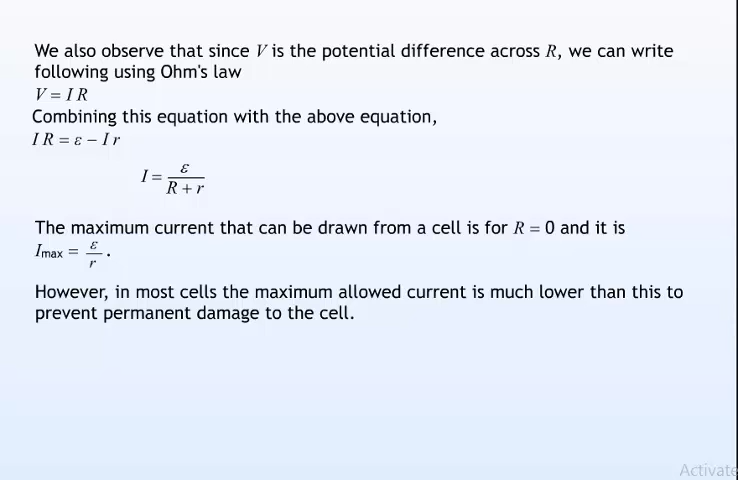 We also observe that since V is the potential difference across R, we can write
following using Ohm's law
V = I R
Combining this equation with the above equation,
I R = ε – I r
I = ε / R + r
The maximum current that can be drawn from a cell is for R = 0 and it is
Imax = ε / r .
However, in most cells the maximum allowed current is much lower than this to
prevent permanent damage to the cell.
Activate